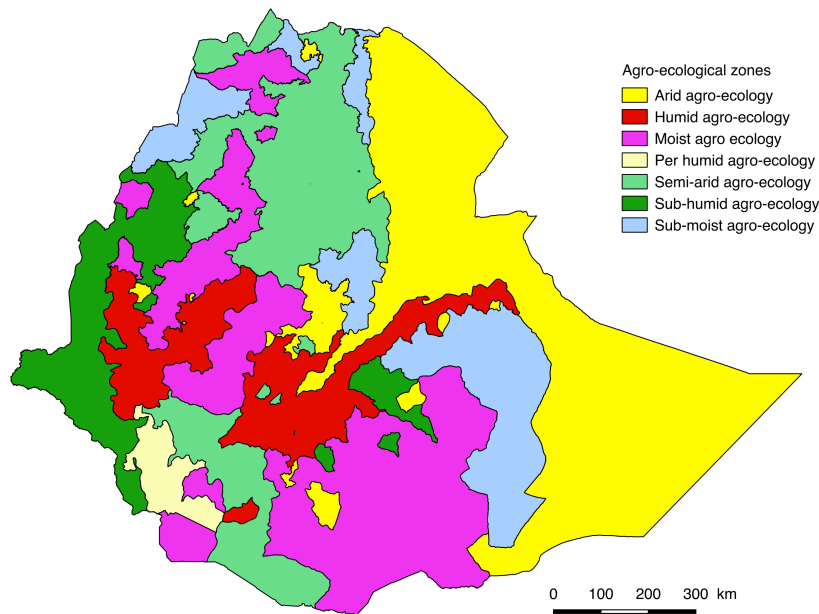 Agro-ecological zones
Arid agro-ecology
Humid agro-ecology
Moist agro ecology
Per humid agro-ecology
Semi-arid agro-ecology
Sub-humid agro-ecology
Sub-moist agro-ecology
0 100 200 300 km